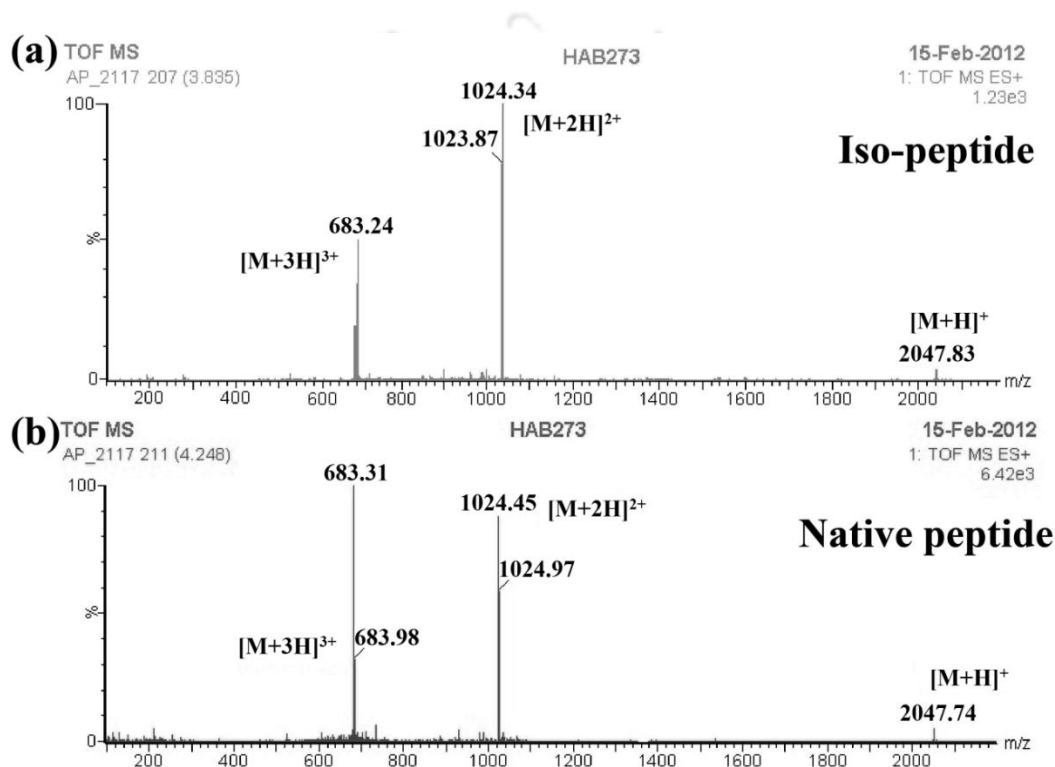 (a) TOF MS HAB273 15-Feb-2012
AP_2117 207 (3.835) 1: TOF MS ES+
1.23e3
100
1024.34
[M+2H]²⁺
1023.87
Iso-peptide
683.24
%
[M+3H]³⁺
[M+H]⁺
2047.83
0
200 400 600 800 1000 1200 1400 1600 1800 2000 m/z
(b) TOF MS HAB273 15-Feb-2012
AP_2117 211 (4.248) 1: TOF MS ES+
6.42e3
100
683.31
1024.45 [M+2H]²⁺
Native peptide
1024.97
%
[M+3H]³⁺ 683.98
[M+H]⁺
2047.74
0
200 400 600 800 1000 1200 1400 1600 1800 2000 m/z